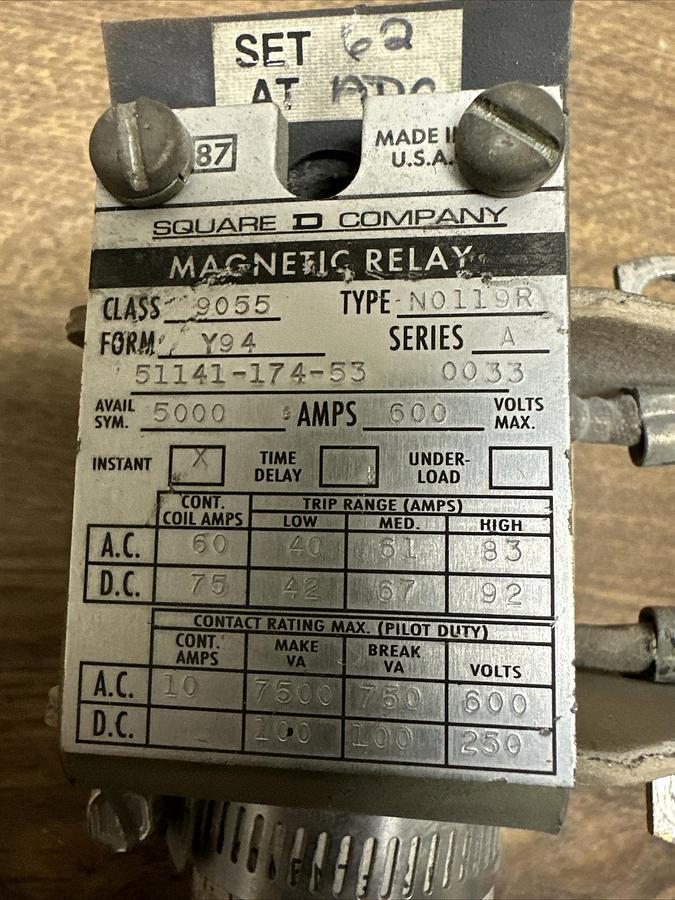 SET 62
AT ADC
87
MADE IN
U.S.A.
SQUARE D COMPANY
MAGNETIC RELAY
CLASS 9055 TYPE NO119R
FORM Y94 SERIES A
51141-174-53 0033
AVAIL SYM. 5000 AMPS 600 VOLTS MAX.
INSTANT X TIME DELAY UNDER-LOAD
CONT. COIL AMPS TRIP RANGE (AMPS)
LOW MED. HIGH
A.C. 60 40 61 83
D.C. 75 42 67 92
CONTACT RATING MAX. (PILOT DUTY)
CONT. AMPS MAKE VA BREAK VA VOLTS
A.C. 10 7500 750 600
D.C. 100 100 250